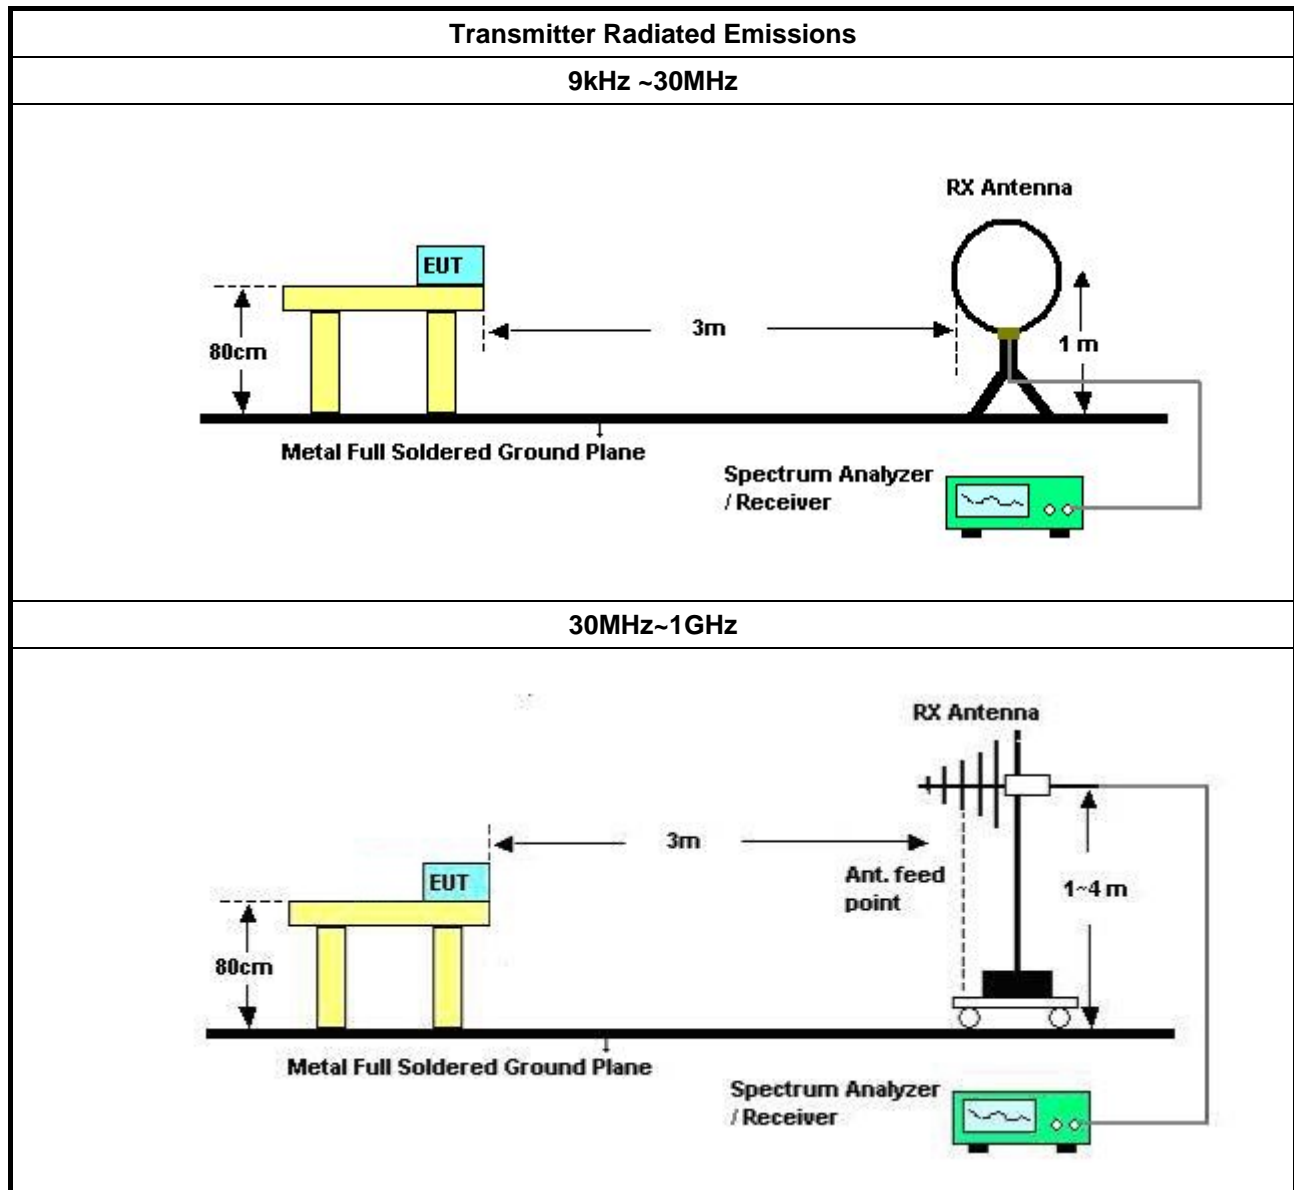 Transmitter Radiated Emissions
9kHz ~30MHz
RX Antenna
EUT
3m
80cm
1 m
Metal Full Soldered Ground Plane
Spectrum Analyzer
/ Receiver
30MHz~1GHz
RX Antenna
3m
EUT
Ant. feed
point
1~4 m
80cm
Metal Full Soldered Ground Plane
Spectrum Analyzer
/ Receiver